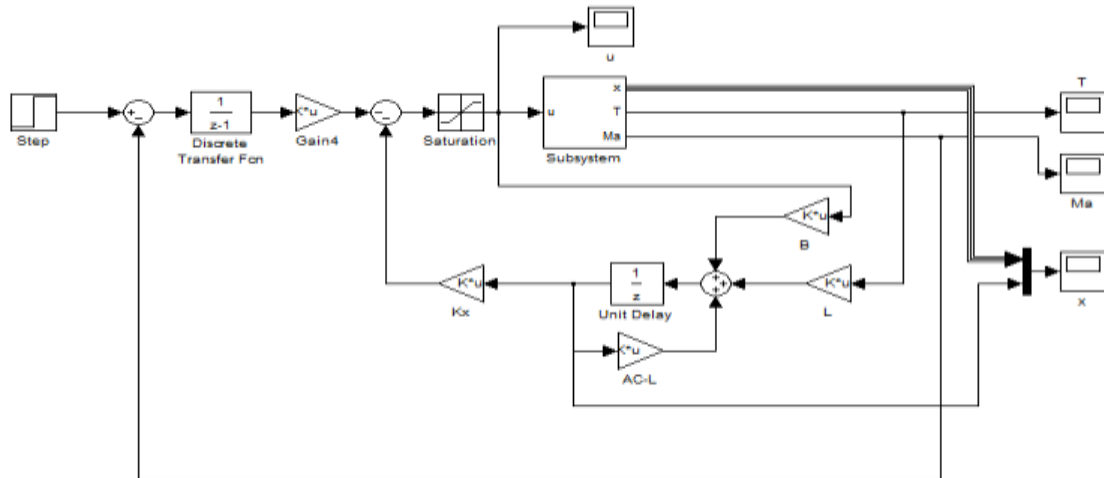 u
T
Step
+
-
1
z-1
Discrete
Transfer Fcn
K*u
Gain4
-
-
Saturation
u
x
T
Ma
Subsystem
Ma
K*u
B
+
+
+
K*u
L
1
z
Unit Delay
K*u
Kx
K*u
AC-L
x